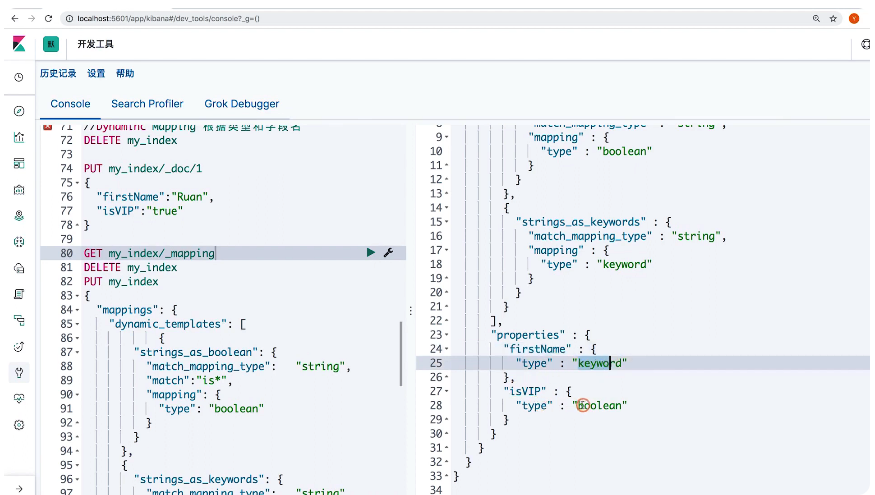 localhost:5601/app/kibana#/dev_tools/console?_g=()
Y
D
开发工具
历史记录 设置 帮助
Console Search Profiler Grok Debugger
71 //Dynaminc Mapping 根据类型和字段名
72 DELETE my_index
73
74 PUT my_index/_doc/1
75 {
76 "firstName":"Ruan",
77 "isVIP":"true"
78 }
79
80 GET my_index/_mapping
81 DELETE my_index
82 PUT my_index
83 {
84 "mappings": {
85 "dynamic_templates": [
86 {
87 "strings_as_boolean": {
88 "match_mapping_type": "string",
89 "match":"is*",
90 "mapping": {
91 "type": "boolean"
92 }
93 }
94 },
95 {
96 "strings_as_keywords": {
97 "match_mapping_type": "string",
8 "match_mapping_type" : "string",
9 "mapping" : {
10 "type" : "boolean"
11 }
12 }
13 },
14 {
15 "strings_as_keywords" : {
16 "match_mapping_type" : "string",
17 "mapping" : {
18 "type" : "keyword"
19 }
20 }
21 }
22 ],
23 "properties" : {
24 "firstName" : {
25 "type" : "keyword"
26 },
27 "isVIP" : {
28 "type" : "boolean"
29 }
30 }
31 }
32 }
33 }
34